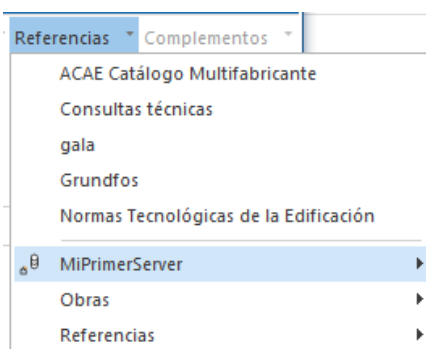 Referencias Complementos
ACAE Catálogo Multifabricante
Consultas técnicas
gala
Grundfos
Normas Tecnológicas de la Edificación
MiPrimerServer
Obras
Referencias